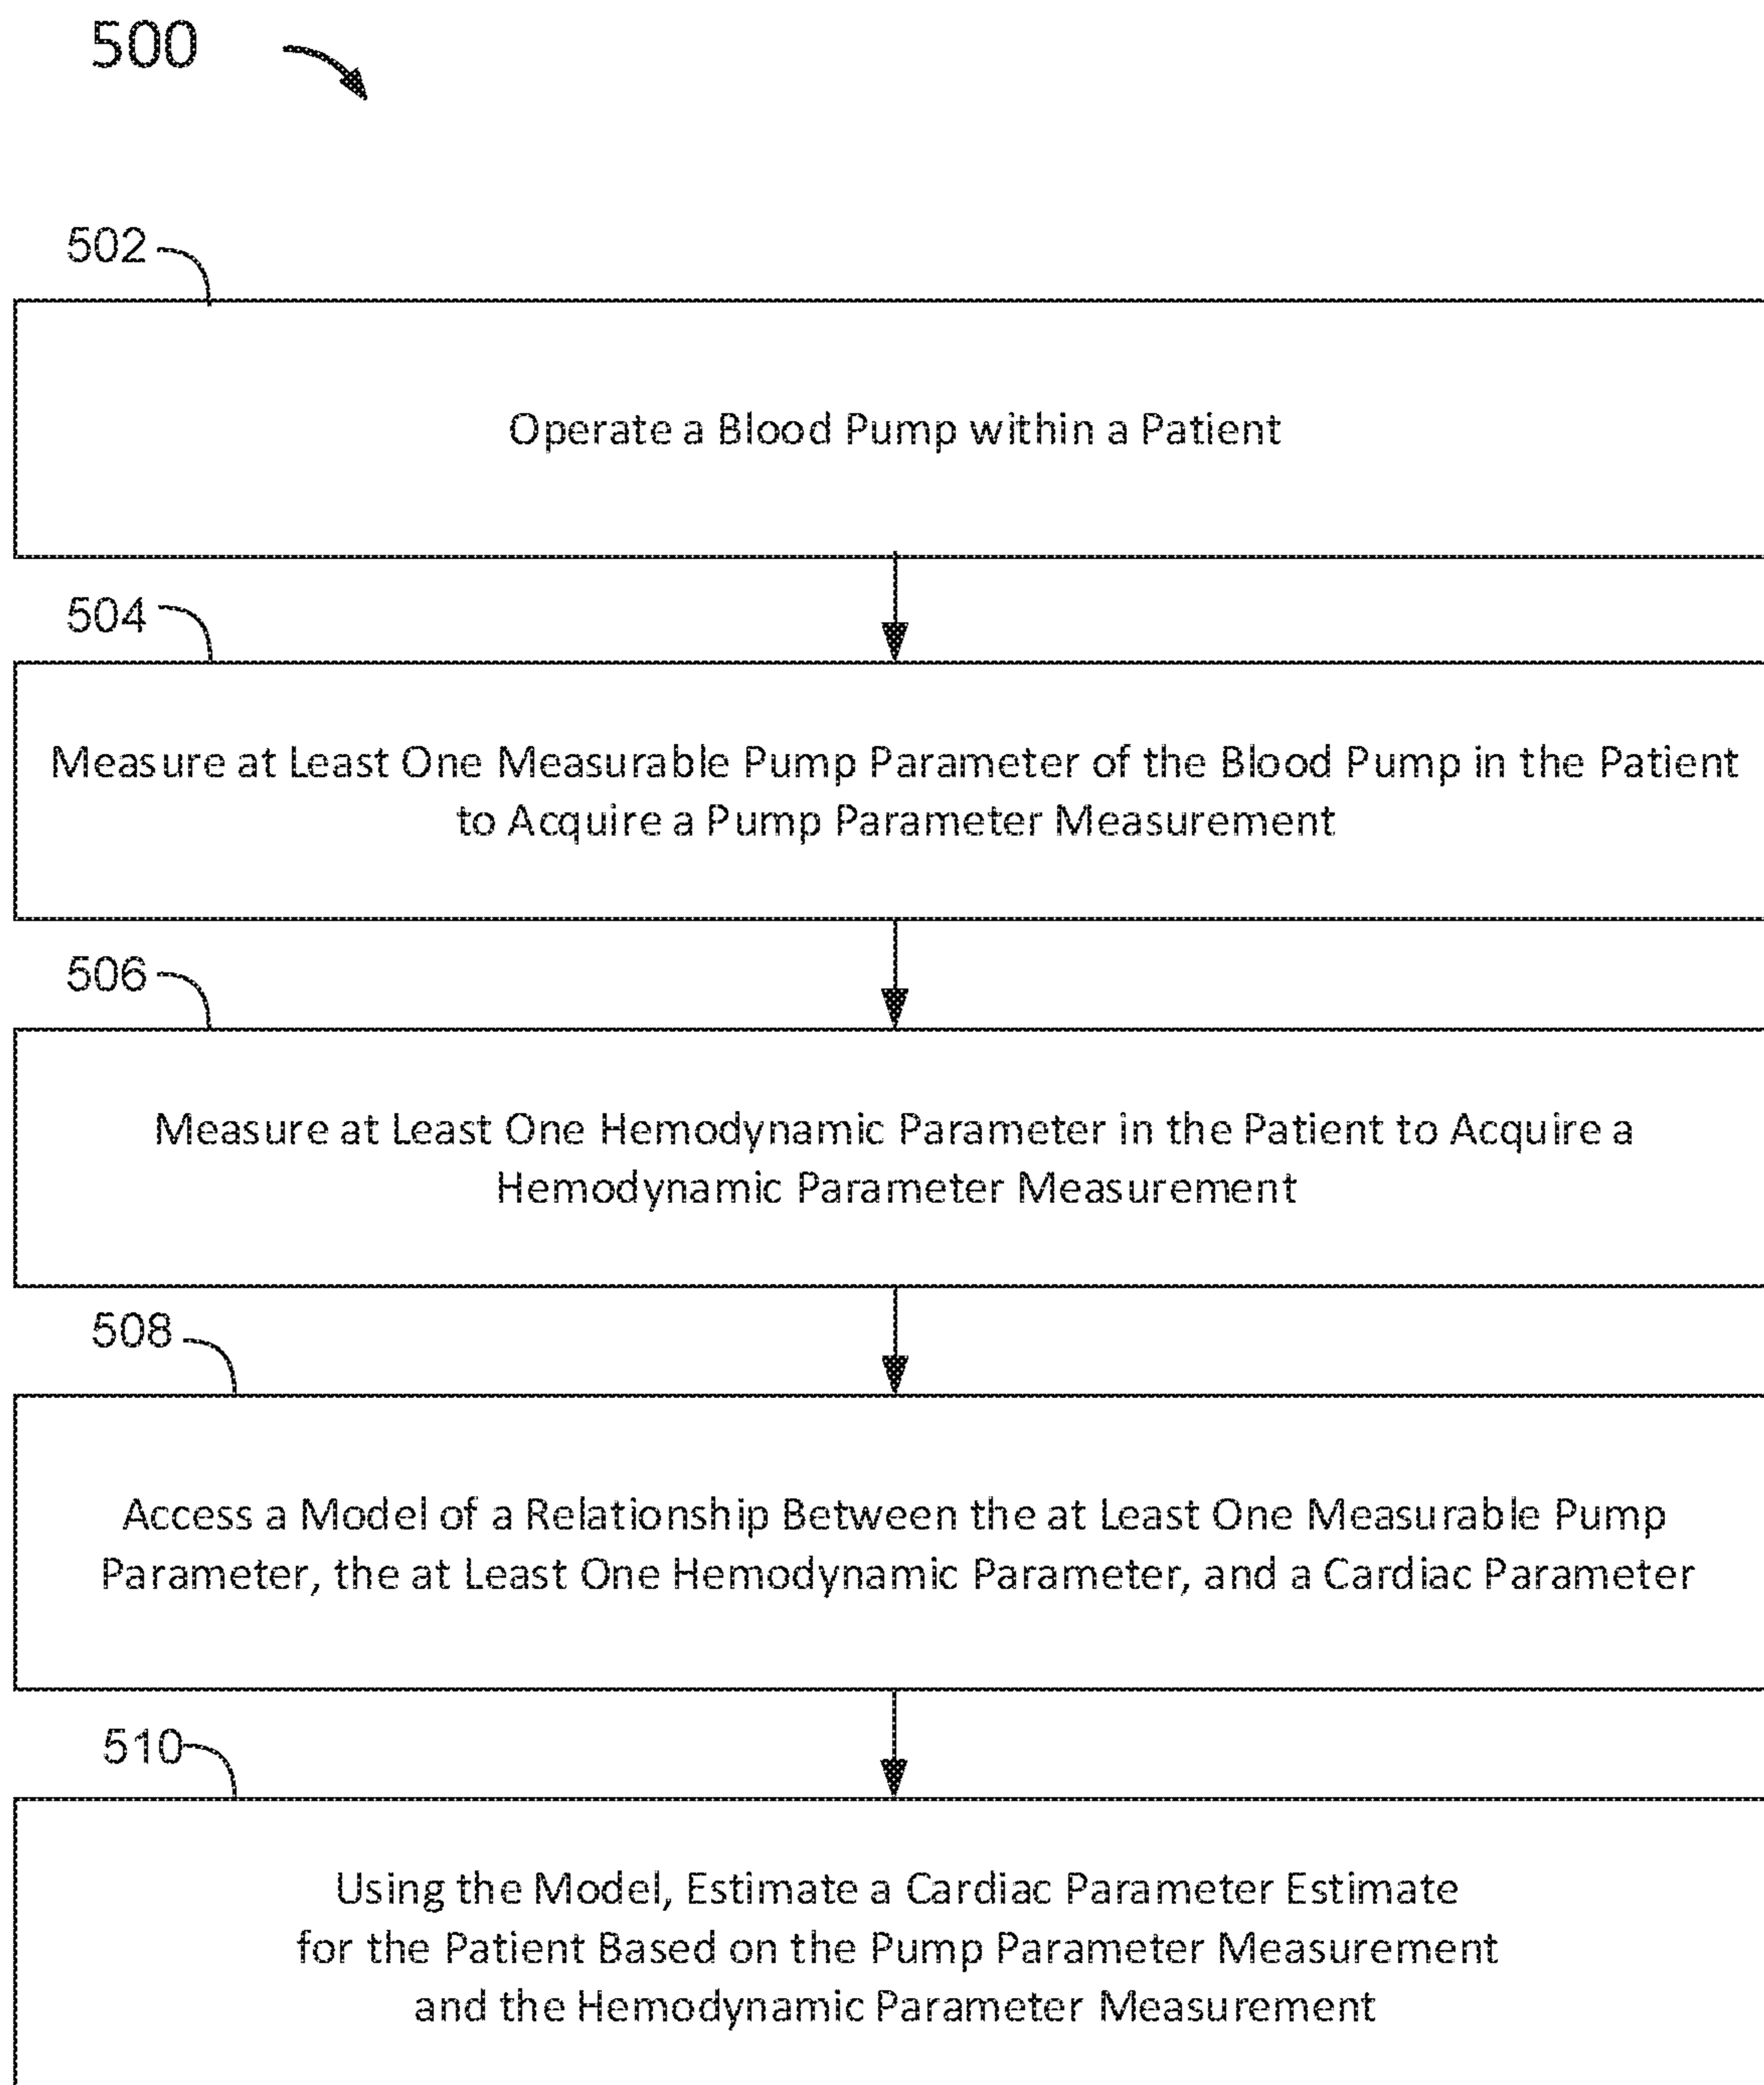 500
502
Operate a Blood Pump within a Patient
504
Measure at Least One Measurable Pump Parameter of the Blood Pump in the Patient
to Acquire a Pump Parameter Measurement
506
Measure at Least One Hemodynamic Parameter in the Patient to Acquire a
Hemodynamic Parameter Measurement
508
Access a Model of a Relationship Between the at Least One Measurable Pump
Parameter, the at Least One Hemodynamic Parameter, and a Cardiac Parameter
510
Using the Model, Estimate a Cardiac Parameter Estimate
for the Patient Based on the Pump Parameter Measurement
and the Hemodynamic Parameter Measurement